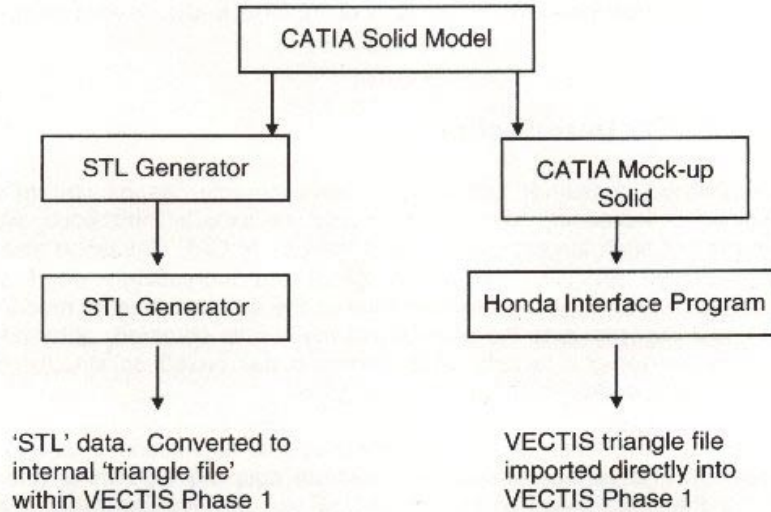 CATIA Solid Model
STL Generator
CATIA Mock-up
Solid
STL Generator
Honda Interface Program
'STL' data. Converted to
internal 'triangle file'
within VECTIS Phase 1
VECTIS triangle file
imported directly into
VECTIS Phase 1